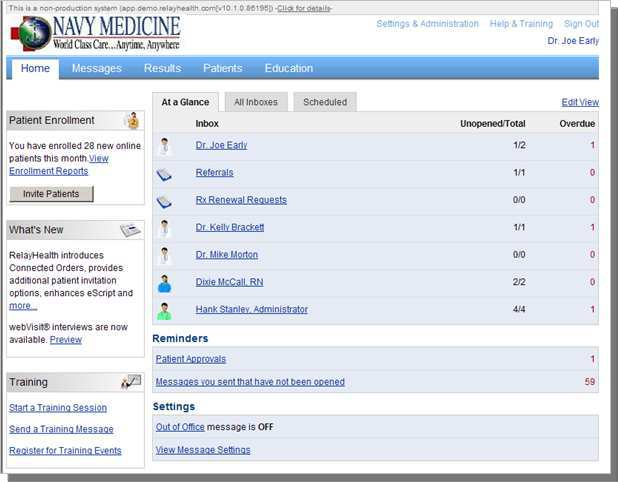 This is a non-production system (app.demo.relayhealth.com[v10.1.0.86195]) -Click for details-
NAVY MEDICINE
World Class Care...Anytime, Anywhere
Settings & Administration Help & Training Sign Out
Dr. Joe Early
Home Messages Results Patients Education
Patient Enrollment
You have enrolled 28 new online
patients this month.View
Enrollment Reports
Invite Patients
What's New
RelayHealth introduces
Connected Orders, provides
additional patient invitation
options, enhances eScript and
more...
webVisit® interviews are now
available. Preview
Training
Start a Training Session
Send a Training Message
Register for Training Events
At a Glance All Inboxes Scheduled Edit View
Inbox Unopened/Total Overdue
Dr. Joe Early 1/2 1
Referrals 1/1 0
Rx Renewal Requests 0/0 0
Dr. Kelly Brackett 1/1 1
Dr. Mike Morton 0/0 0
Dixie McCall, RN 2/2 0
Hank Stanley, Administrator 4/4 1
Reminders
Patient Approvals 1
Messages you sent that have not been opened 59
Settings
Out of Office message is OFF
View Message Settings